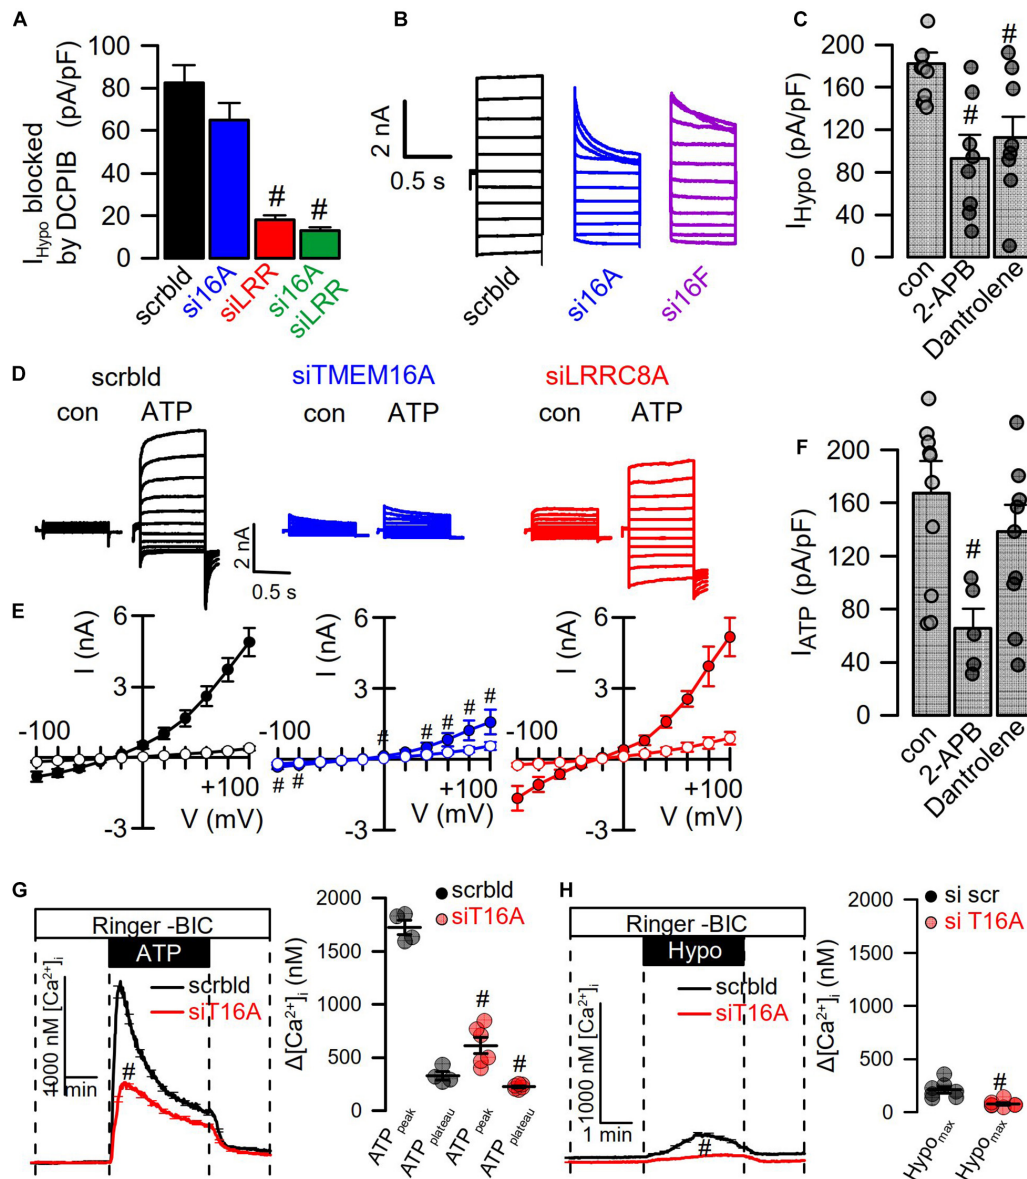 A
I Hypo blocked
by DCPIB (pA/pF)
100
80
60
40
20
0
#
#
scrbld
si16A
siLRR
si16A
siLRR
B
2 nA
0.5 s
scrbld
si16A
si16F
C
I Hypo (pA/pF)
200
160
120
80
40
0
#
#
con
2-APB
Dantrolene
D
scrbld
siTMEM16A
siLRRC8A
con
ATP
con
ATP
con
ATP
2 nA
0.5 s
E
6
I (nA)
3
-100
+100
V (mV)
-3
6
I (nA)
3
-100
# # # # #
# #
+100
V (mV)
-3
6
I (nA)
3
-100
+100
V (mV)
-3
F
I ATP (pA/pF)
200
160
120
80
40
0
#
con
2-APB
Dantrolene
G
Ringer -BIC
ATP
1000 nM [Ca2+]i
1 min
scrbld
siT16A
#
Δ[Ca2+]i (nM)
2000
1500
1000
500
0
scrbld
siT16A
#
#
ATP peak
ATP plateau
ATP peak
ATP plateau
H
Ringer -BIC
Hypo
1000 nM [Ca2+]i
1 min
scrbld
siT16A
#
Δ[Ca2+]i (nM)
2000
1500
1000
500
0
si scr
si T16A
#
Hypo max
Hypo max